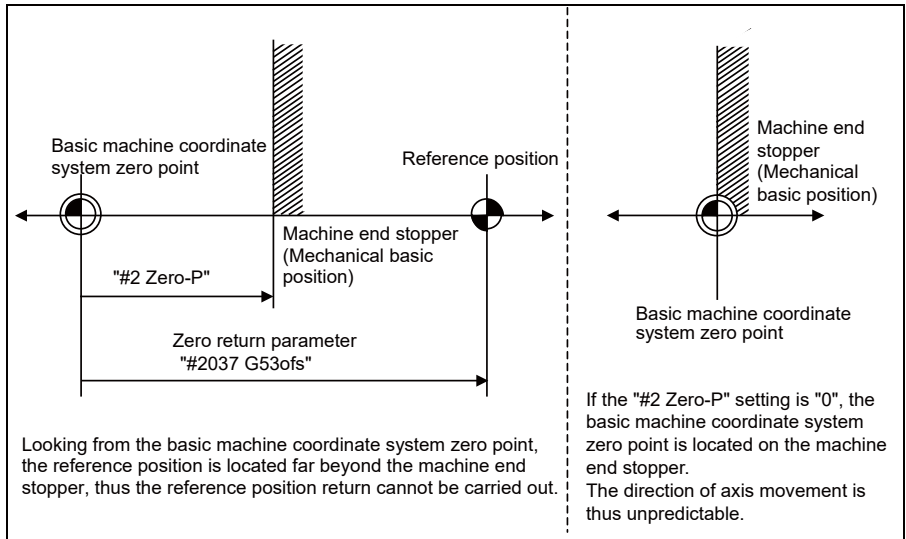 Basic machine coordinate
system zero point
Reference position
Machine end stopper
(Mechanical basic
position)
"#2 Zero-P"
Zero return parameter
"#2037 G53ofs"
Looking from the basic machine coordinate system zero point,
the reference position is located far beyond the machine end
stopper, thus the reference position return cannot be carried out.
Machine end
stopper
(Mechanical
basic position)
Basic machine coordinate
system zero point
If the "#2 Zero-P" setting is "0", the
basic machine coordinate system
zero point is located on the machine
end stopper.
The direction of axis movement is
thus unpredictable.